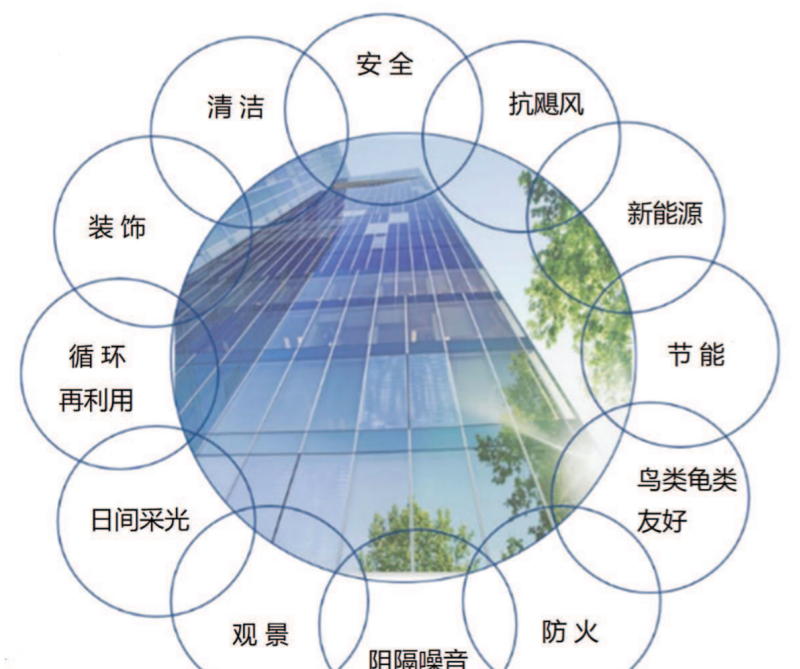 安全
抗飓风
新能源
节能
鸟类龟类
友好
防火
阻隔噪音
观景
日间采光
循环
再利用
装饰
清洁